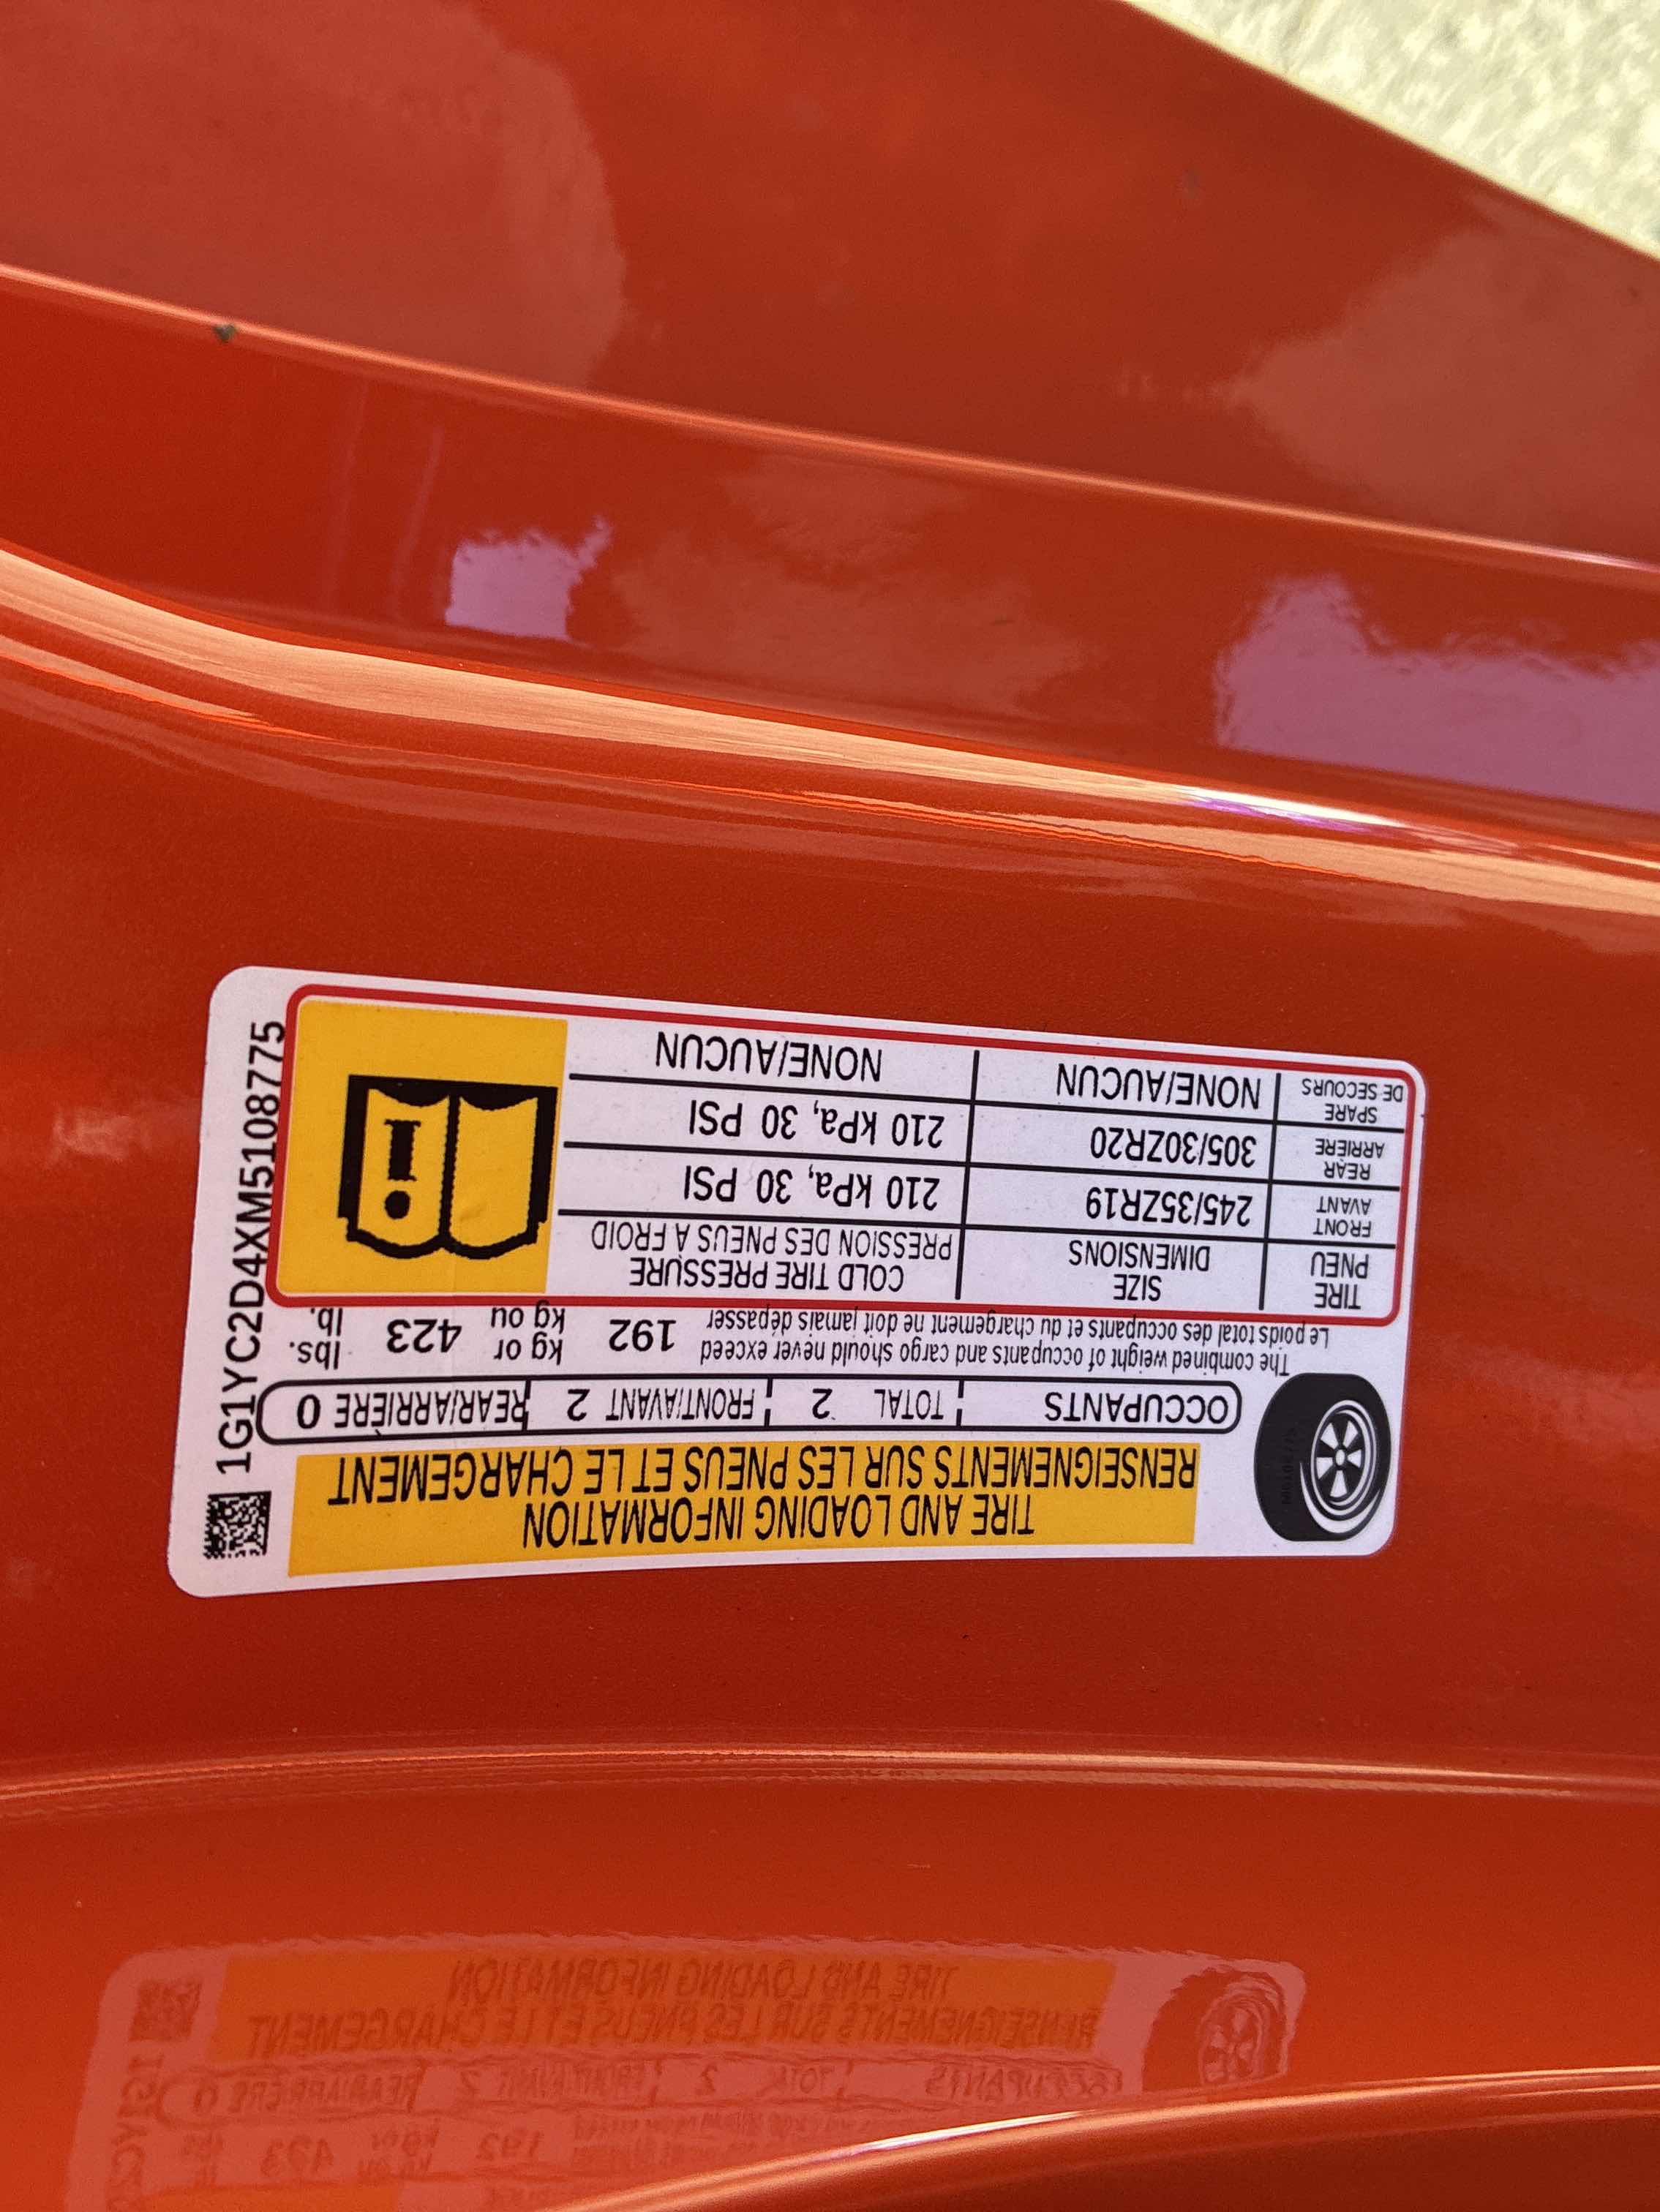 TIRE AND LOADING INFORMATION
RENSEIGNEMENTS SUR LES PNEUS ET LE CHARGEMENT
OCCUPANTS TOTAL 2 FRONT/AVANT 2 REAR/ARRIÈRE 0
The combined weight of occupants and cargo should never exceed
Le poids total des occupants et du chargement ne doit jamais dépasser
192 kg or kg ou 423 lbs. lb.
TIRE PNEU
SIZE DIMENSIONS
COLD TIRE PRESSURE
PRESSION DES PNEUS À FROID
FRONT AVANT 245/35ZR19 210 kPa, 30 PSI
REAR ARRIÈRE 305/30ZR20 210 kPa, 30 PSI
SPARE DE SECOURS NONE/AUCUN NONE/AUCUN
1G1YC2D4XM5108775